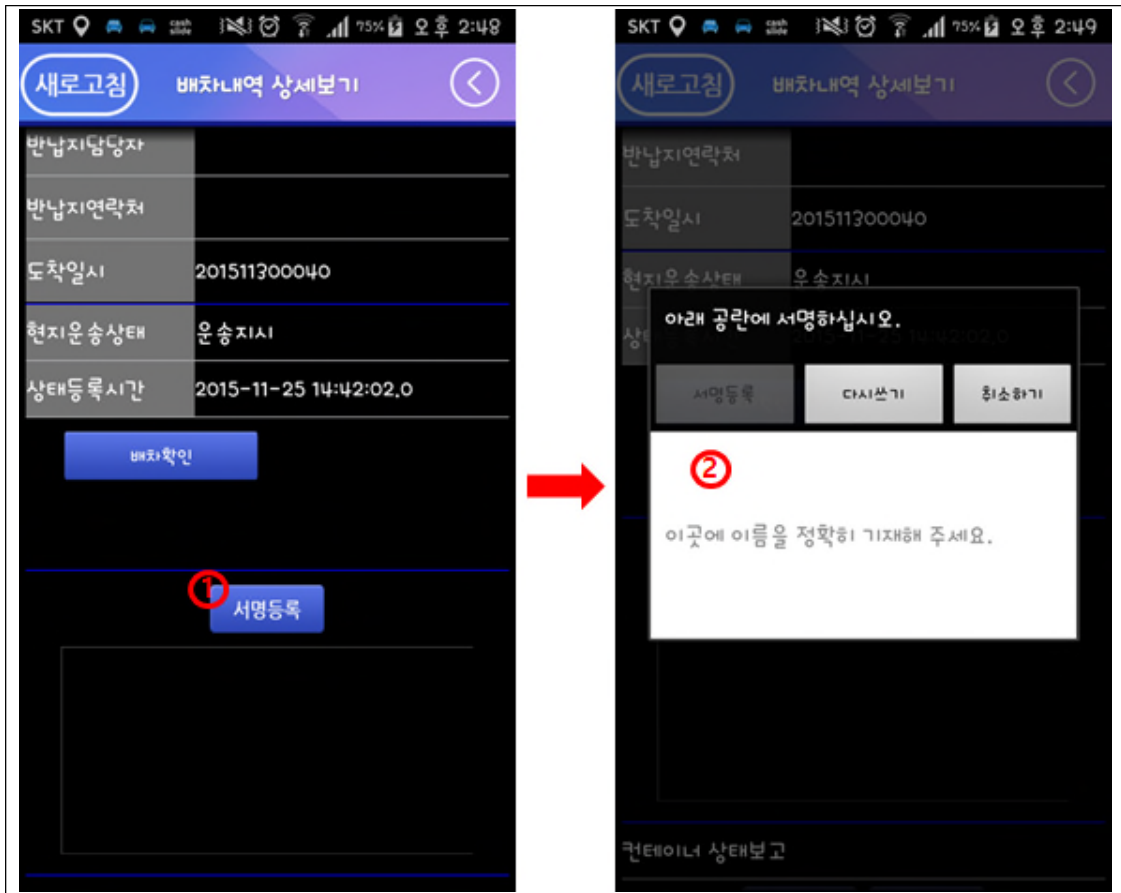 SKT cash slide 75% 오후 2:48
새로고침 배차내역 상세보기
반납지담당자
반납지연락처
도착일시 201511300040
현지운송상태 운송지시
상태등록시간 2015-11-25 14:42:02.0
배차확인
①
서명등록
SKT cash slide 75% 오후 2:49
새로고침 배차내역 상세보기
반납지연락처
도착일시 201511300040
현지운송상태 운송지시
아래 공란에 서명하십시오.
서명등록 다시쓰기 취소하기
②
이곳에 이름을 정확히 기재해 주세요.
컨테이너 상태보고